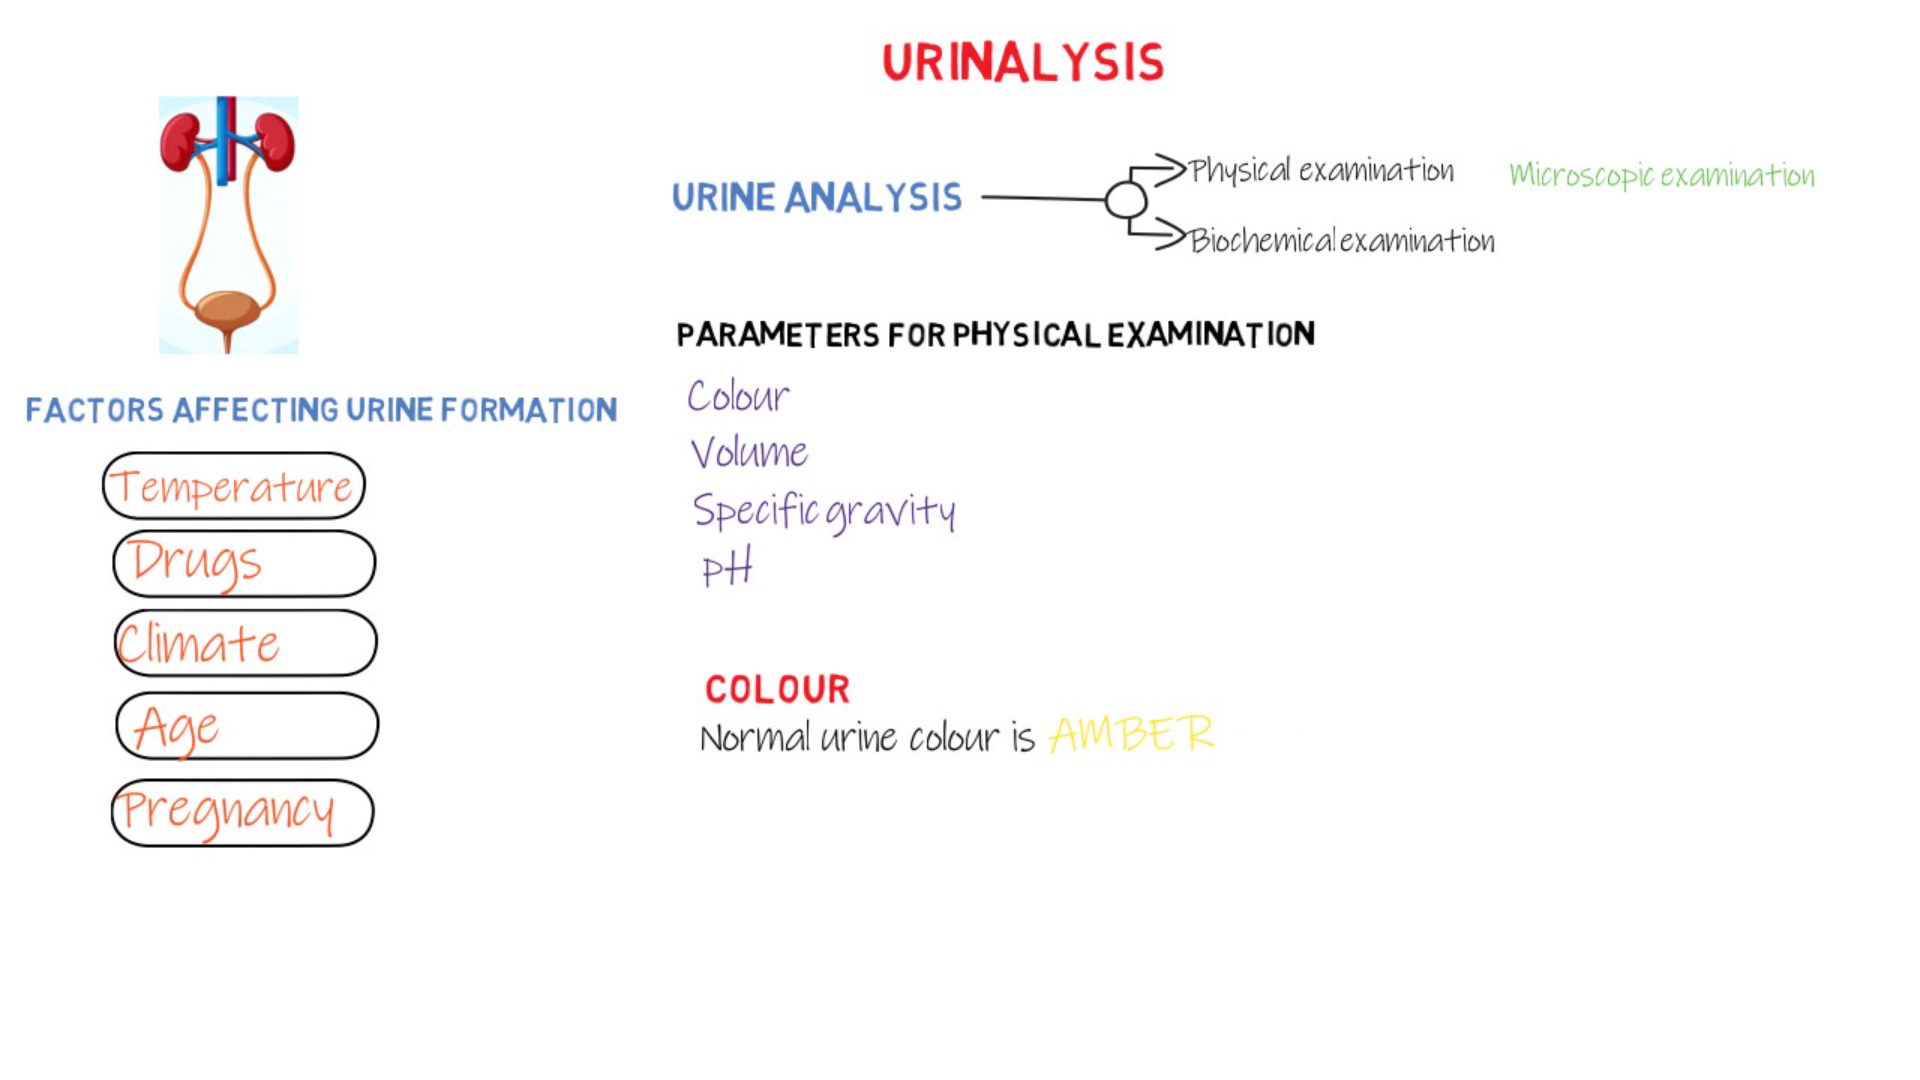 URINALYSIS
URINE ANALYSIS
Physical examination
Microscopic examination
Biochemical examination
FACTORS AFFECTING URINE FORMATION
Temperature
Drugs
Climate
Age
Pregnancy
PARAMETERS FOR PHYSICAL EXAMINATION
Colour
Volume
Specific gravity
pH
COLOUR
Normal urine colour is AMBER